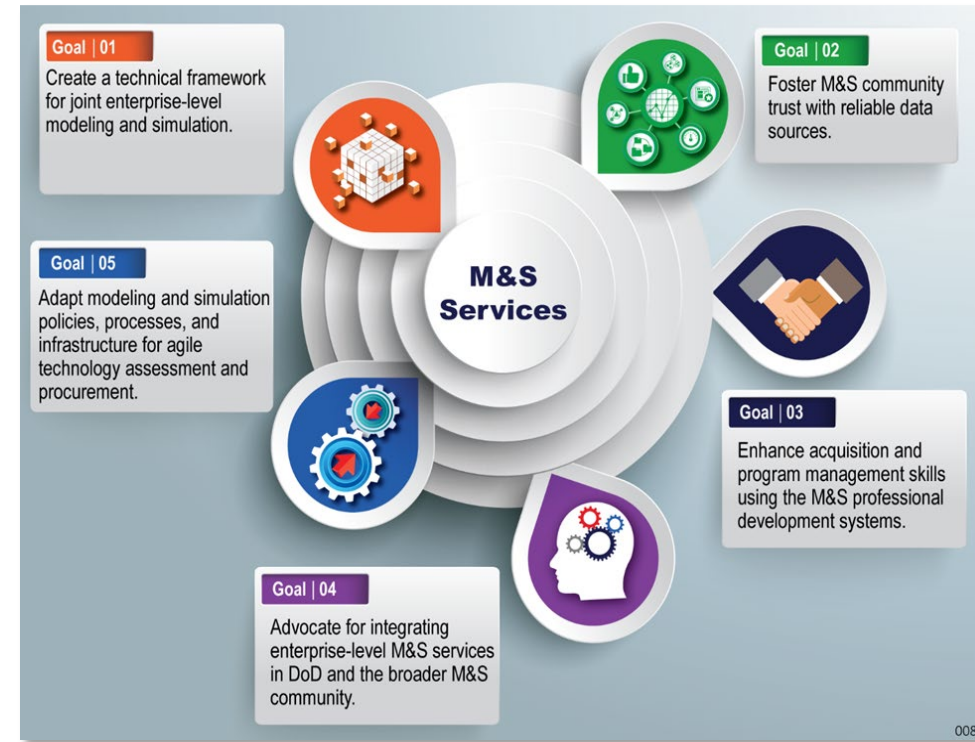 Goal | 01
Create a technical framework
for joint enterprise-level
modeling and simulation.
Goal | 02
Foster M&S community
trust with reliable data
sources.
M&S
Services
Goal | 05
Adapt modeling and simulation
policies, processes, and
infrastructure for agile
technology assessment and
procurement.
Goal | 03
Enhance acquisition and
program management skills
using the M&S professional
development systems.
Goal | 04
Advocate for integrating
enterprise-level M&S services
in DoD and the broader M&S
community.